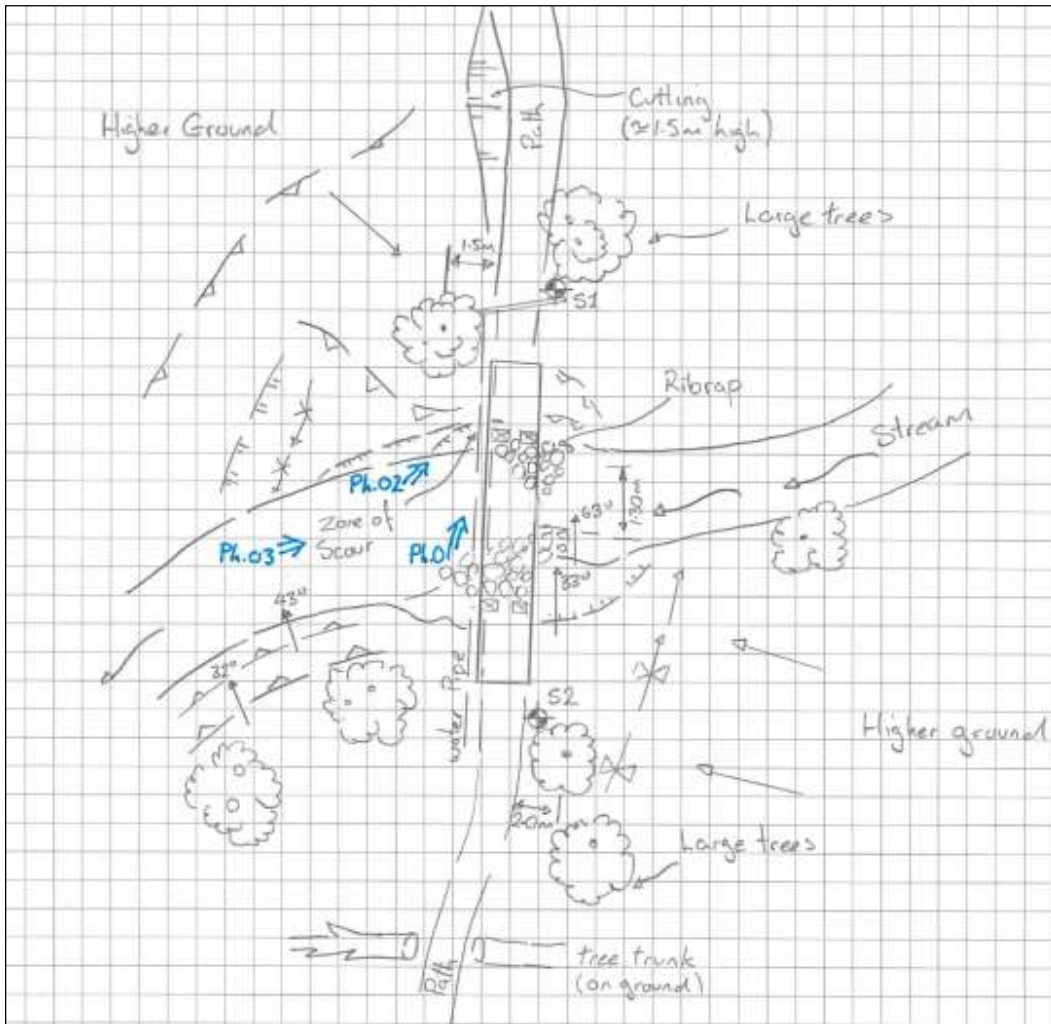 Cutting
(≈1.5m high)
Path
Higher Ground
Large trees
1.5m
S1
Ribrap
Stream
Ph.02
63°
1.30m
Zone of
Scour
Ph.03
Ph.0
33°
43°
32°
water Pipe
S2
Higher ground
2.0m
Large trees
Path
tree trunk
(on ground)